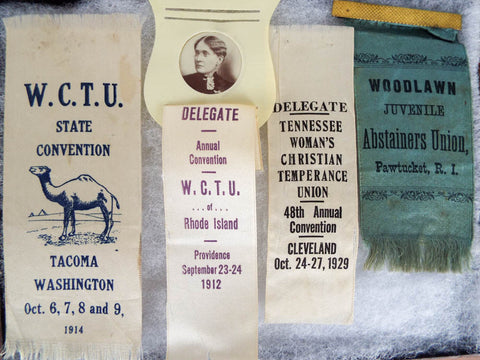 W.C.T.U.
STATE
CONVENTION
TACOMA
WASHINGTON
Oct. 6, 7, 8 and 9,
1914
DELEGATE
Annual
Convention
W.C.T.U.
... of ...
Rhode Island
Providence
September 23-24
1912
DELEGATE
TENNESSEE
WOMAN'S
CHRISTIAN
TEMPERANCE
UNION
48th Annual
Convention
CLEVELAND
Oct. 24-27, 1929
WOODLAWN
JUVENILE
Abstainers Union,
Pawtucket, R. I.